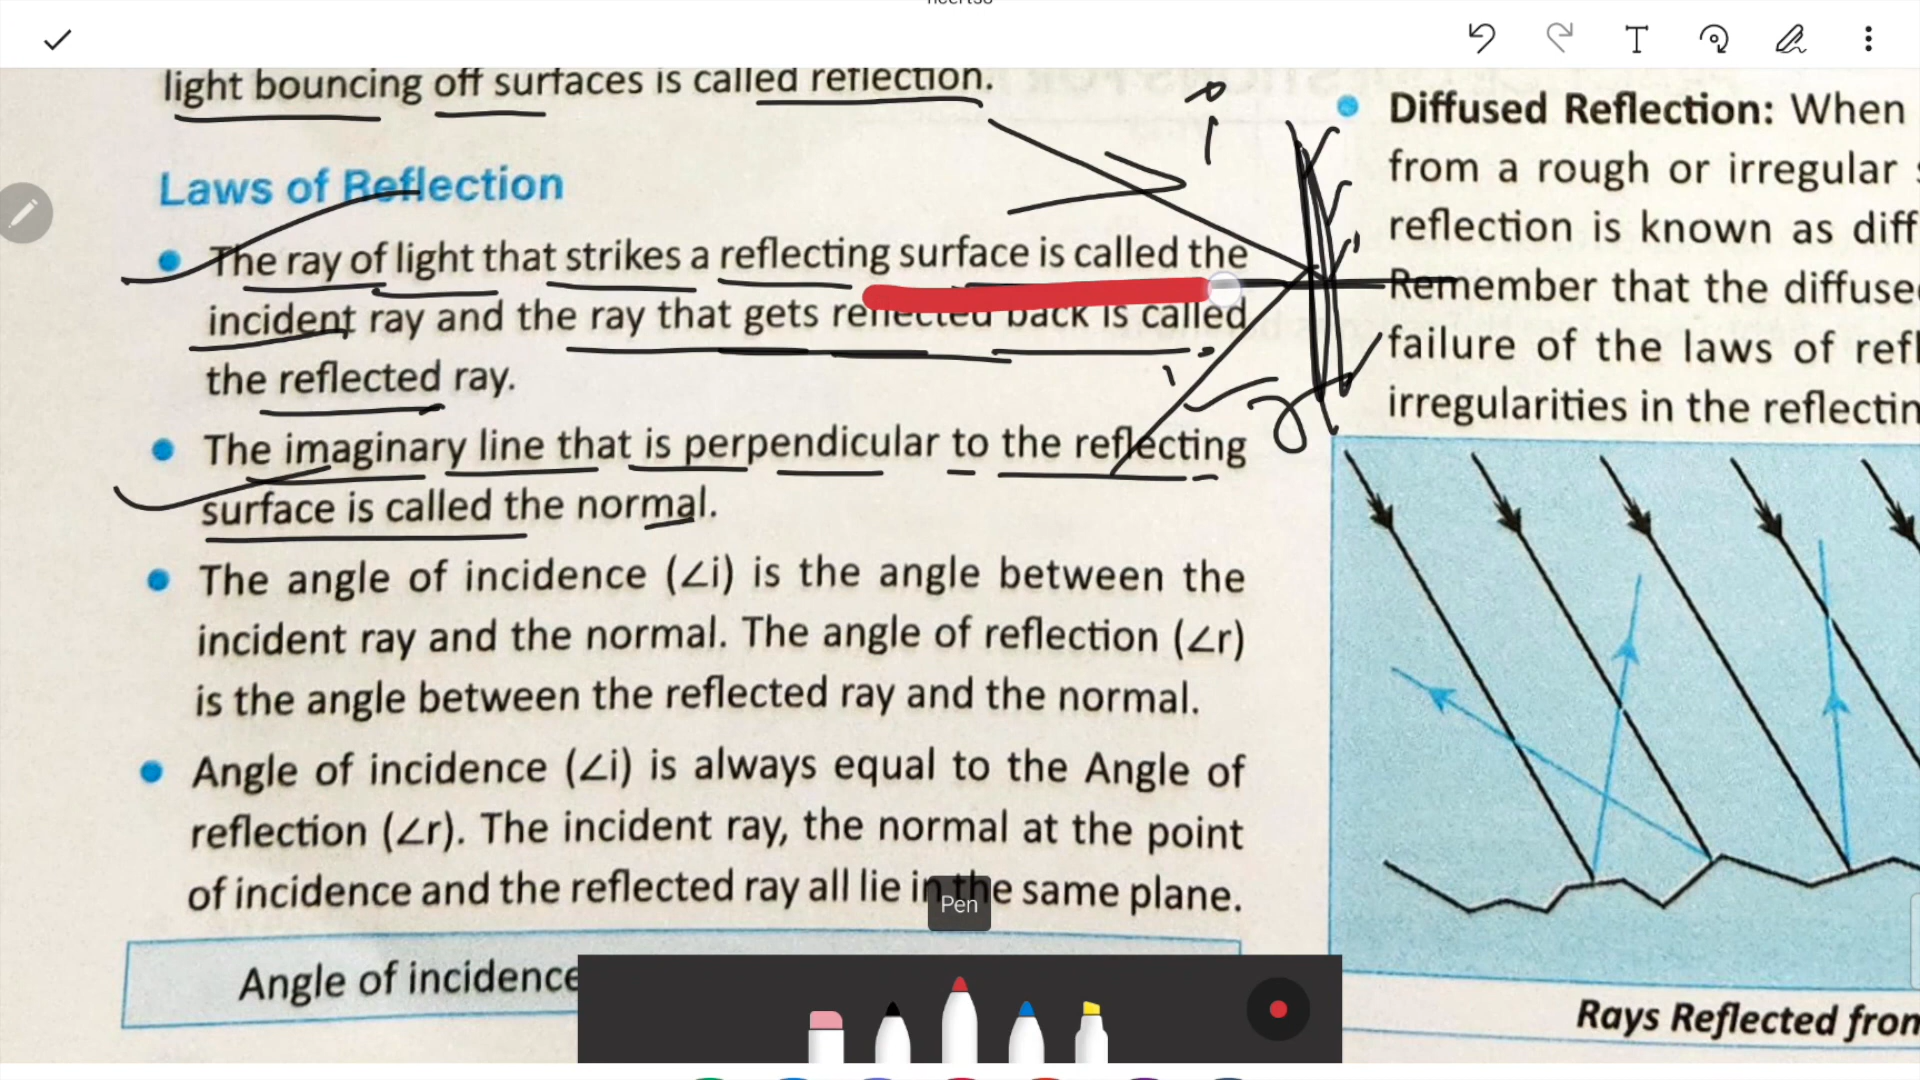 light bouncing off surfaces is called reflection.
Laws of Reflection
The ray of light that strikes a reflecting surface is called the
incident ray and the ray that gets reflected back is called
the reflected ray.
The imaginary line that is perpendicular to the reflecting
surface is called the normal.
The angle of incidence (∠i) is the angle between the
incident ray and the normal. The angle of reflection (∠r)
is the angle between the reflected ray and the normal.
Angle of incidence (∠i) is always equal to the Angle of
reflection (∠r). The incident ray, the normal at the point
of incidence and the reflected ray all lie in the same plane.
Angle of incidence
Diffused Reflection: When
from a rough or irregular
reflection is known as diff
Remember that the diffuse
failure of the laws of refl
irregularities in the reflectin
Rays Reflected fron
Pen